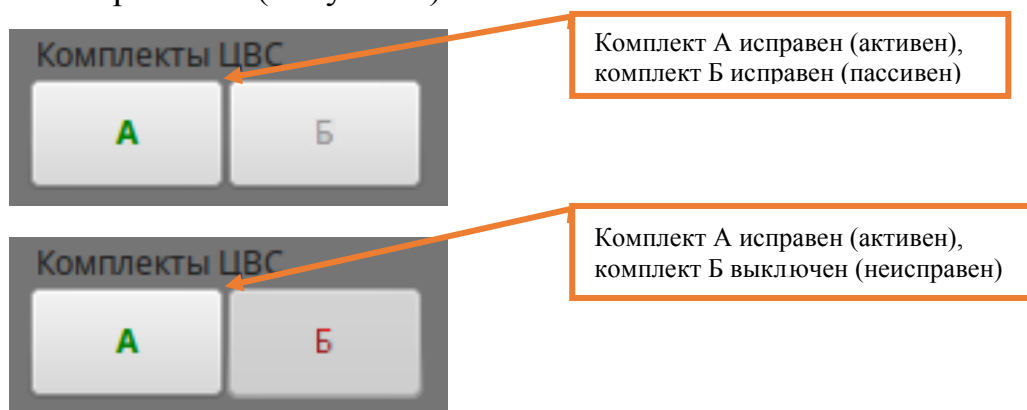 Комплекты ЦВС
А
Б
Комплект А исправен (активен),
комплект Б исправен (пассивен)
Комплекты ЦВС
А
Б
Комплект А исправен (активен),
комплект Б выключен (неисправен)